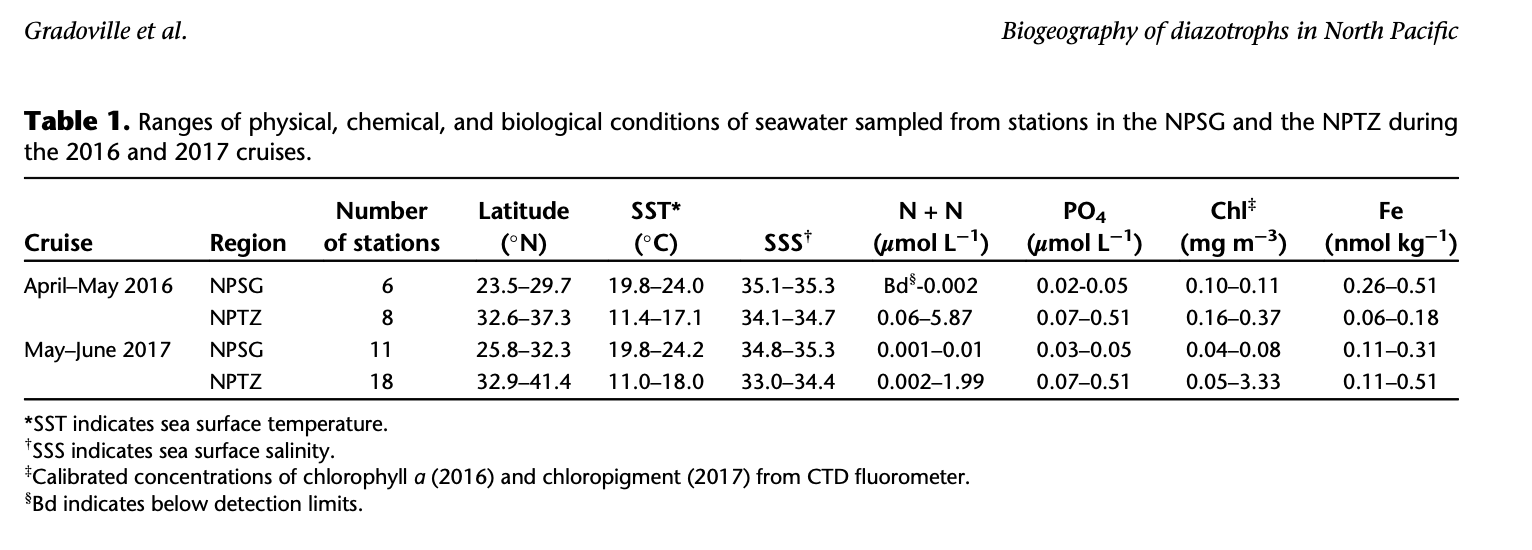 Gradoville et al. Biogeography of diazotrophs in North Pacific
Table 1. Ranges of physical, chemical, and biological conditions of seawater sampled from stations in the NPSG and the NPTZ during
the 2016 and 2017 cruises.
Number Latitude SST* N + N PO₄ Chl‡ Fe
Cruise Region of stations (°N) (°C) SSS† (μmol L⁻¹) (μmol L⁻¹) (mg m⁻³) (nmol kg⁻¹)
April–May 2016 NPSG 6 23.5–29.7 19.8–24.0 35.1–35.3 Bd§-0.002 0.02-0.05 0.10–0.11 0.26–0.51
NPTZ 8 32.6–37.3 11.4–17.1 34.1–34.7 0.06–5.87 0.07–0.51 0.16–0.37 0.06–0.18
May–June 2017 NPSG 11 25.8–32.3 19.8–24.2 34.8–35.3 0.001–0.01 0.03–0.05 0.04–0.08 0.11–0.31
NPTZ 18 32.9–41.4 11.0–18.0 33.0–34.4 0.002–1.99 0.07–0.51 0.05–3.33 0.11–0.51
*SST indicates sea surface temperature.
†SSS indicates sea surface salinity.
‡Calibrated concentrations of chlorophyll a (2016) and chloropigment (2017) from CTD fluorometer.
§Bd indicates below detection limits.